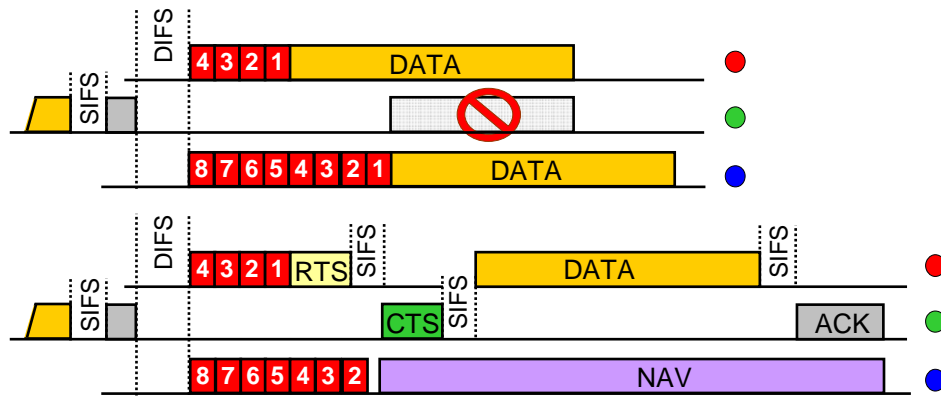 DIFS
4 3 2 1 DATA
SIFS
8 7 6 5 4 3 2 1 DATA
DIFS
4 3 2 1 RTS SIFS DATA SIFS
SIFS CTS SIFS ACK
8 7 6 5 4 3 2 NAV